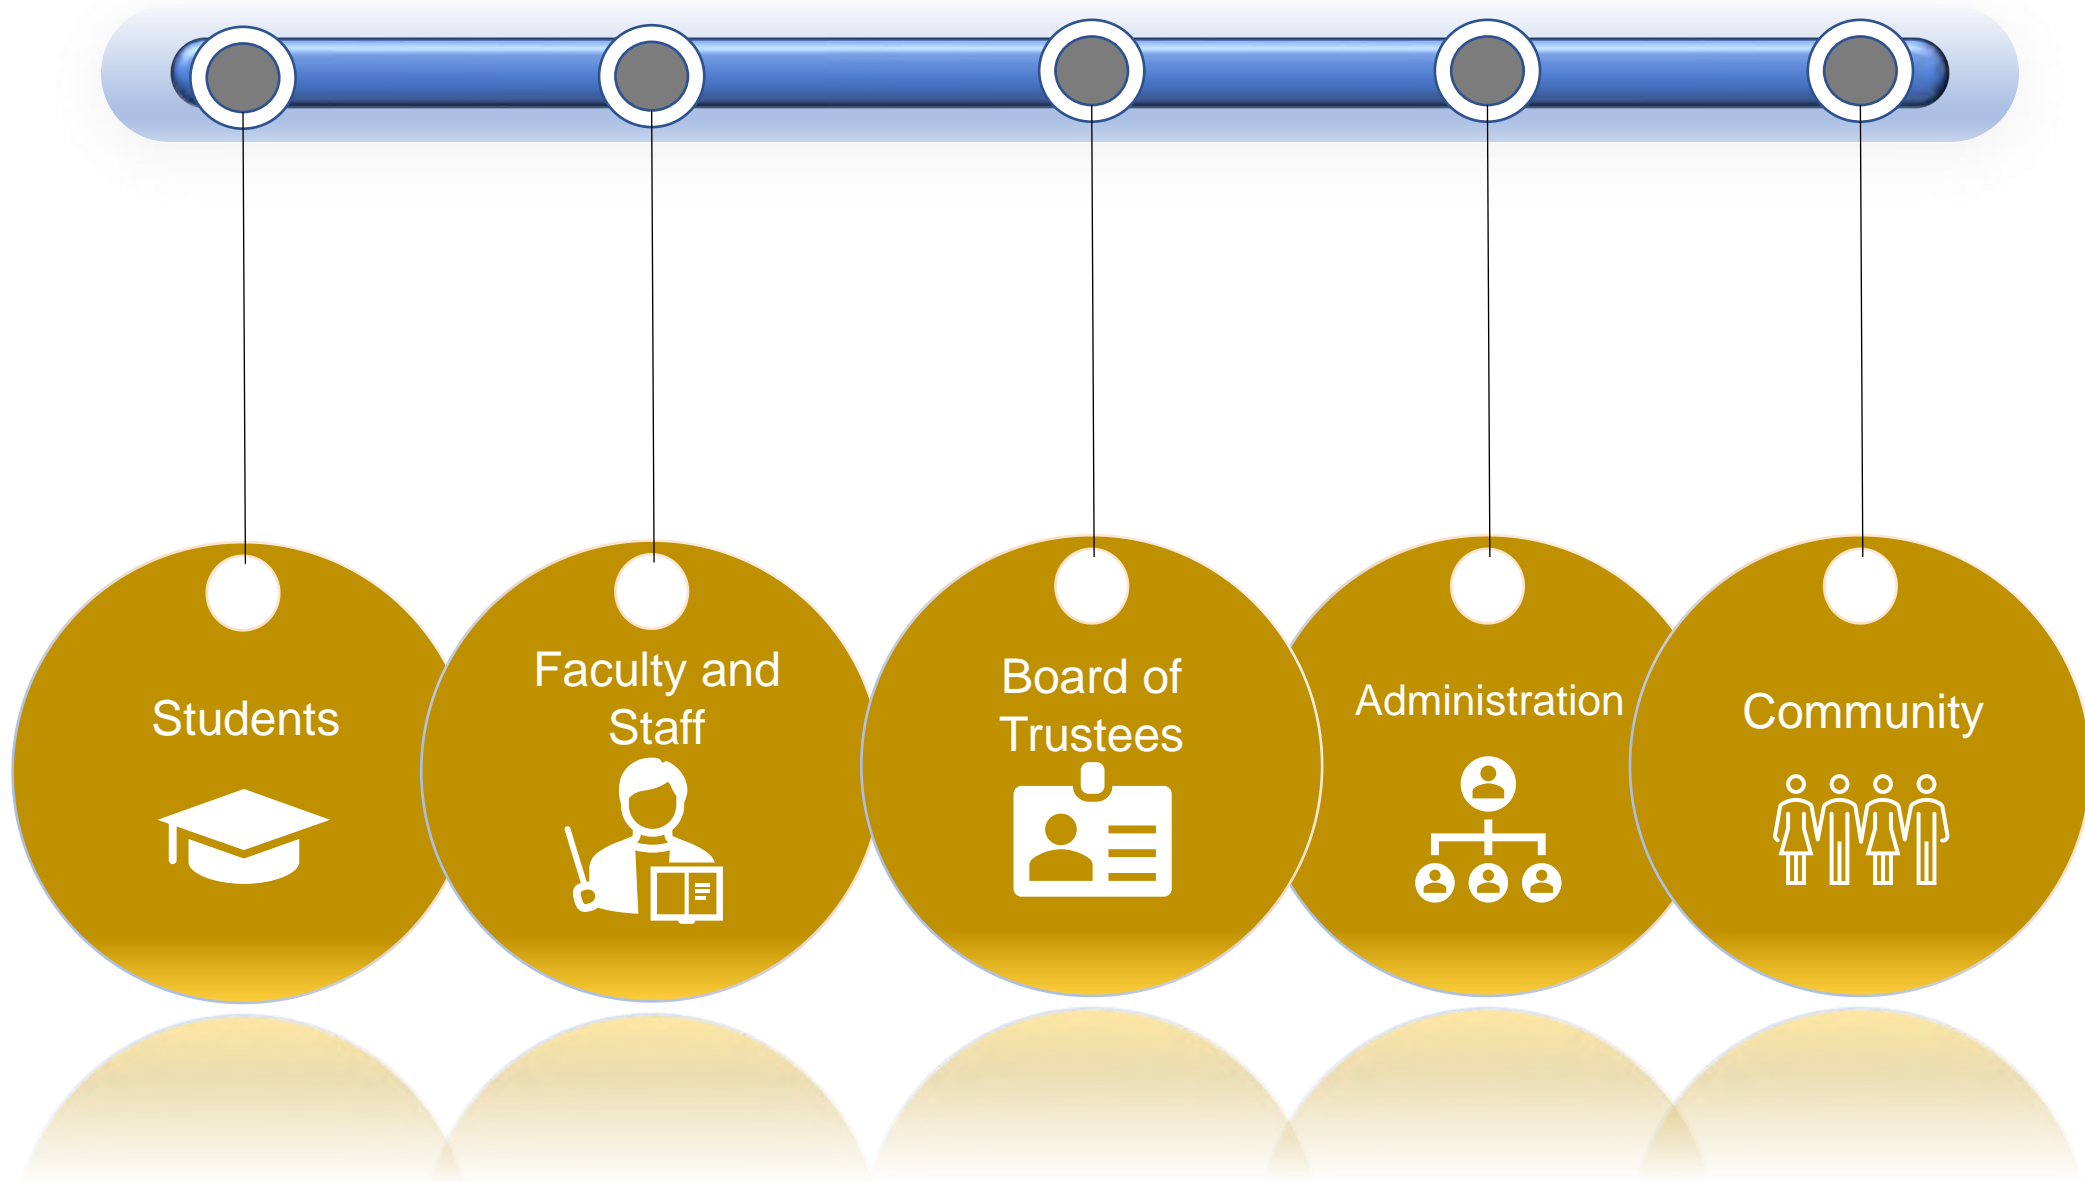 Students
Faculty and
Staff
Board of
Trustees
Administration
Community